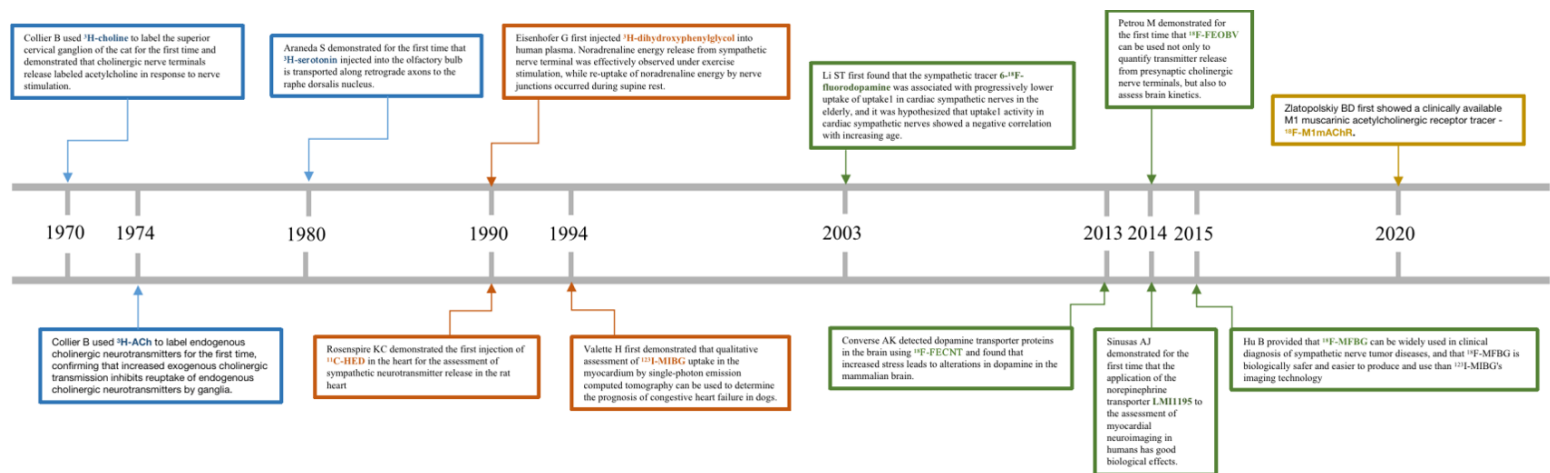 Collier B used ³H-choline to label the superior
cervical ganglion of the cat for the first time and
demonstrated that cholinergic nerve terminals
release labeled acetylcholine in response to nerve
stimulation.
Araneda S demonstrated for the first time that
³H-serotonin injected into the olfactory bulb
is transported along retrograde axons to the
raphe dorsalis nucleus.
Eisenhofer G first injected ³H-dihydroxyphenylglycol into
human plasma. Noradrenaline energy release from sympathetic
nerve terminal was effectively observed under exercise
stimulation, while re-uptake of noradrenaline energy by nerve
junctions occurred during supine rest.
Li ST first found that the sympathetic tracer 6-¹⁸F-
fluorodopamine was associated with progressively lower
uptake of uptake1 in cardiac sympathetic nerves in the
elderly, and it was hypothesized that uptake1 activity in
cardiac sympathetic nerves showed a negative correlation
with increasing age.
Petrou M demonstrated for
the first time that ¹⁸F-FEOBV
can be used not only to
quantify transmitter release
from presynaptic cholinergic
nerve terminals, but also to
assess brain kinetics.
Zlatopolskiy BD first showed a clinically available
M1 muscarinic acetylcholinergic receptor tracer -
¹⁸F-M1mAChR.
1970
1974
1980
1990
1994
2003
2013
2014
2015
2020
Collier B used ³H-ACh to label endogenous
cholinergic neurotransmitters for the first time,
confirming that increased exogenous cholinergic
transmission inhibits reuptake of endogenous
cholinergic neurotransmitters by ganglia.
Rosenspire KC demonstrated the first injection of
¹¹C-HED in the heart for the assessment of
sympathetic neurotransmitter release in the rat
heart
Valette H first demonstrated that qualitative
assessment of ¹²³I-MIBG uptake in the
myocardium by single-photon emission
computed tomography can be used to determine
the prognosis of congestive heart failure in dogs.
Converse AK detected dopamine transporter proteins
in the brain using ¹⁸F-FECNT and found that
increased stress leads to alterations in dopamine in the
mammalian brain.
Sinusas AJ
demonstrated for the
first time that the
application of the
norepinephrine
transporter LMI1195 to
the assessment of
myocardial
neuroimaging in
humans has good
biological effects.
Hu B provided that ¹⁸F-MFBG can be widely used in clinical
diagnosis of sympathetic nerve tumor diseases, and that ¹⁸F-MFBG is
biologically safer and easier to produce and use than ¹²³I-MIBG's
imaging technology